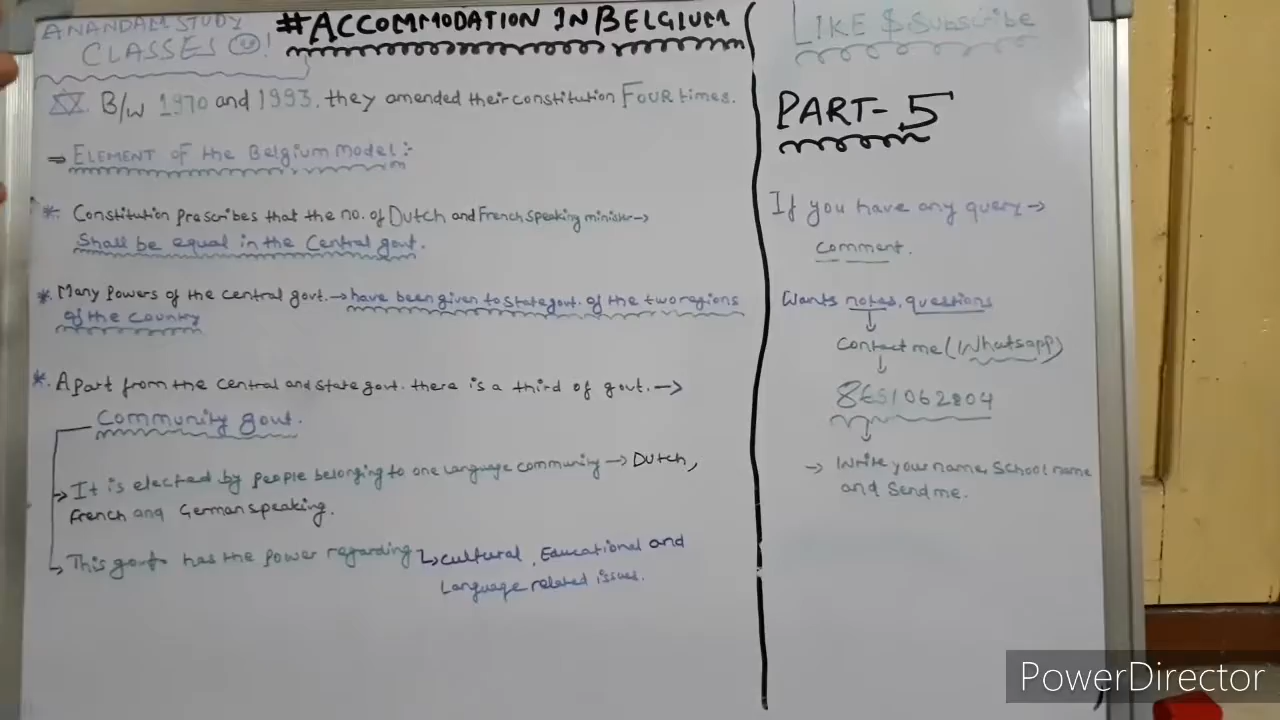 ANANDAM STUDY
CLASSES !
#ACCOMMODATION IN BELGIUM
B/W 1970 and 1993, they amended their constitution FOUR times.
⇒ ELEMENT of the Belgium Model:-
*. Constitution prescribes that the no. of Dutch and French speaking minister→
Shall be equal in the Central govt.
*. Many Powers of the central govt.→have been given to state govt. of the two regions
of the country
*. Apart from the central and state govt. there is a third of govt.→
Community govt.
→ It is elected by people belonging to one language community → Dutch,
French and German speaking.
→ This govt. has the power regarding ↳ cultural, Educational and
Language related issues.
LIKE $ Subscribe
PART-5
If you have any query→
comment.
Wants notes, questions
↓
Contact me (Whatsapp)
↓
8651062804
↓
→ Write your name, School name
and Send me.
PowerDirector